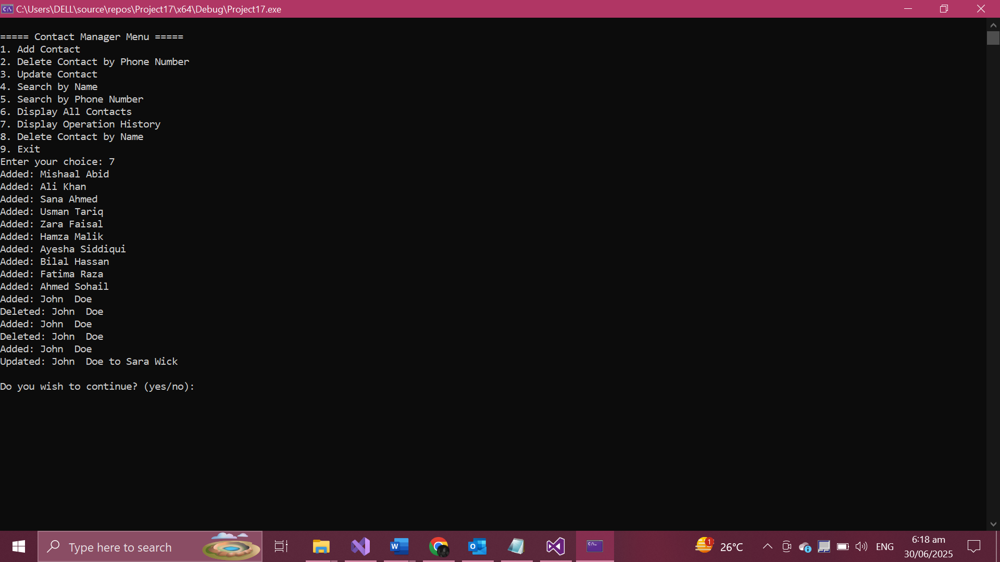 C:\Users\DELL\source\repos\Project17\x64\Debug\Project17.exe
===== Contact Manager Menu =====
1. Add Contact
2. Delete Contact by Phone Number
3. Update Contact
4. Search by Name
5. Search by Phone Number
6. Display All Contacts
7. Display Operation History
8. Delete Contact by Name
9. Exit
Enter your choice: 7
Added: Mishaal Abid
Added: Ali Khan
Added: Sana Ahmed
Added: Usman Tariq
Added: Zara Faisal
Added: Hamza Malik
Added: Ayesha Siddiqui
Added: Bilal Hassan
Added: Fatima Raza
Added: Ahmed Sohail
Added: John  Doe
Deleted: John  Doe
Added: John  Doe
Deleted: John  Doe
Added: John  Doe
Updated: John  Doe to Sara Wick
Do you wish to continue? (yes/no):
Type here to search
1
26°C
ENG
6:18 am
30/06/2025